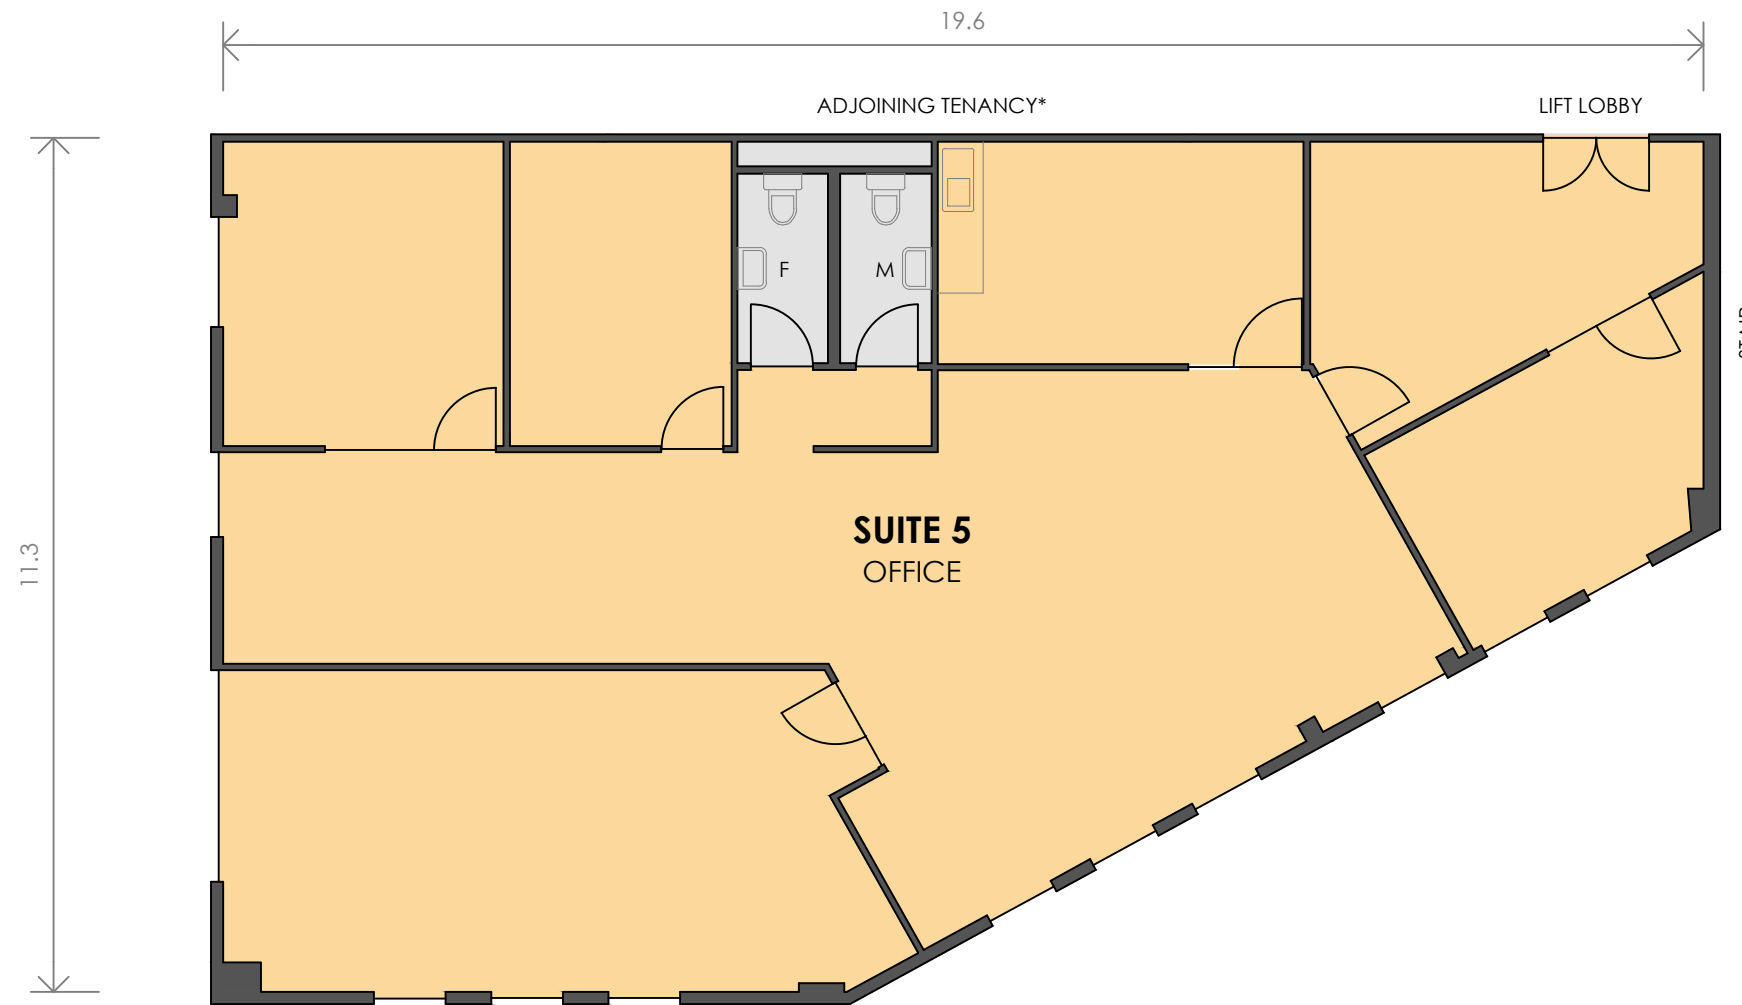 19.6
ADJOINING TENANCY*
LIFT LOBBY
F
M
SUITE 5
OFFICE
11.3